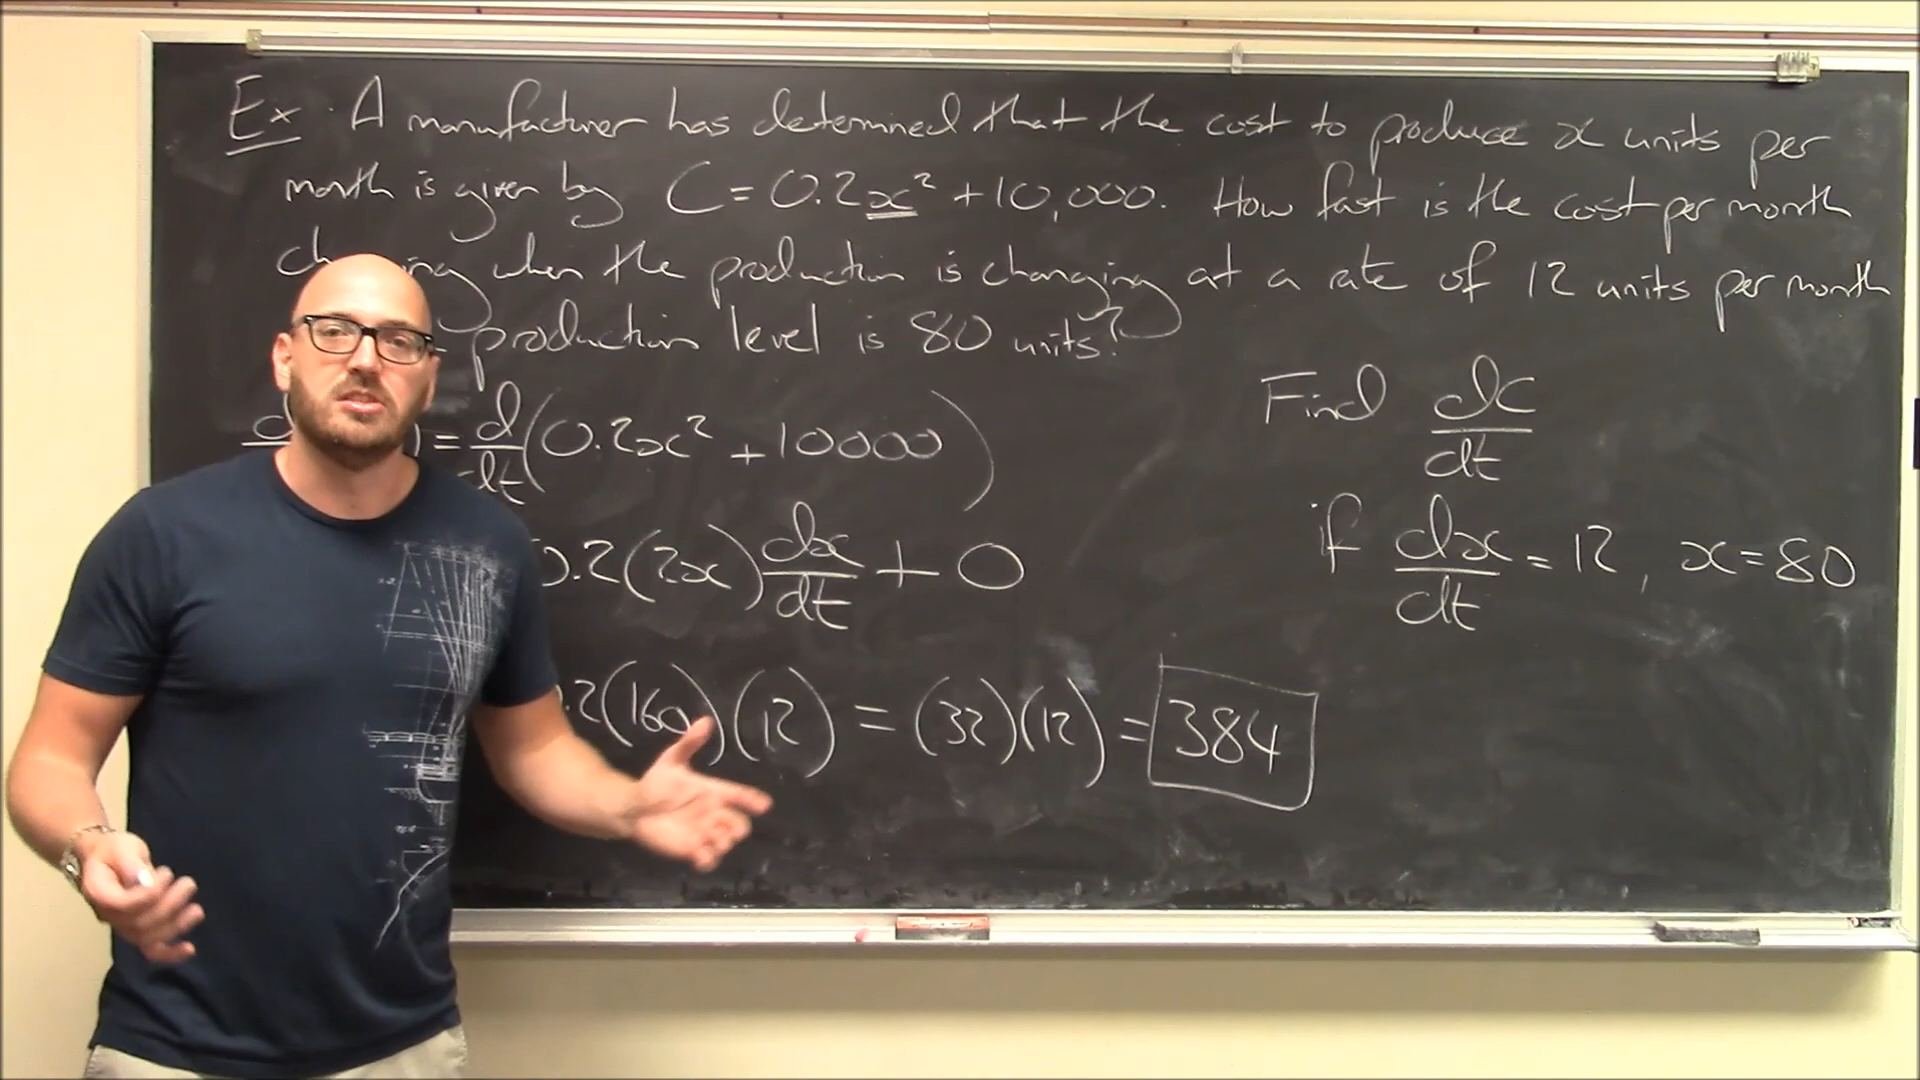 Ex. A manufacturer has determined that the cost to produce x units per
month is given by C = 0.2x² + 10,000. How fast is the cost per month
when the production is changing at a rate of 12 units per month
production level is 80 units?
Find dc/dt
= d/dt(0.2x² + 10000)
if dx/dt = 12, x = 80
0.2(2x)dx/dt + 0
.2(160)(12) = (32)(12) = 384